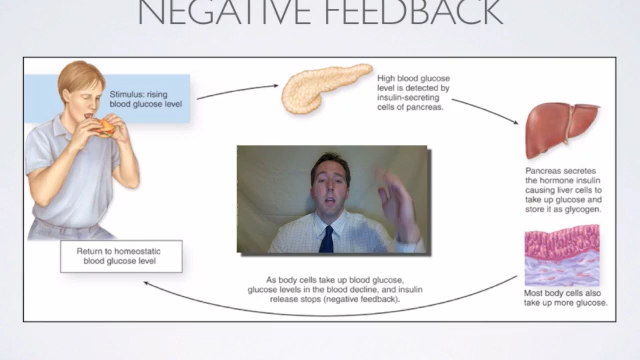 NEGATIVE FEEDBACK
Stimulus: rising
blood glucose level
High blood glucose
level is detected by
insulin-secreting
cells of pancreas.
Pancreas secretes
the hormone insulin
causing liver cells to
take up glucose and
store it as glycogen.
Most body cells also
take up more glucose.
As body cells take up blood glucose,
glucose levels in the blood decline, and insulin
release stops (negative feedback).
Return to homeostatic
blood glucose level